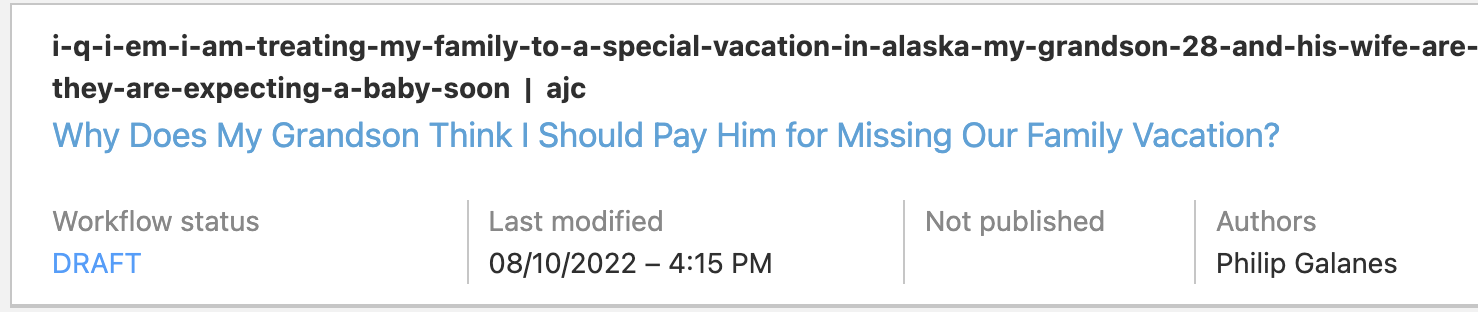 i-q-i-em-i-am-treating-my-family-to-a-special-vacation-in-alaska-my-grandson-28-and-his-wife-are-
they-are-expecting-a-baby-soon | ajc
Why Does My Grandson Think I Should Pay Him for Missing Our Family Vacation?
Workflow status
DRAFT
Last modified
08/10/2022 – 4:15 PM
Not published
Authors
Philip Galanes